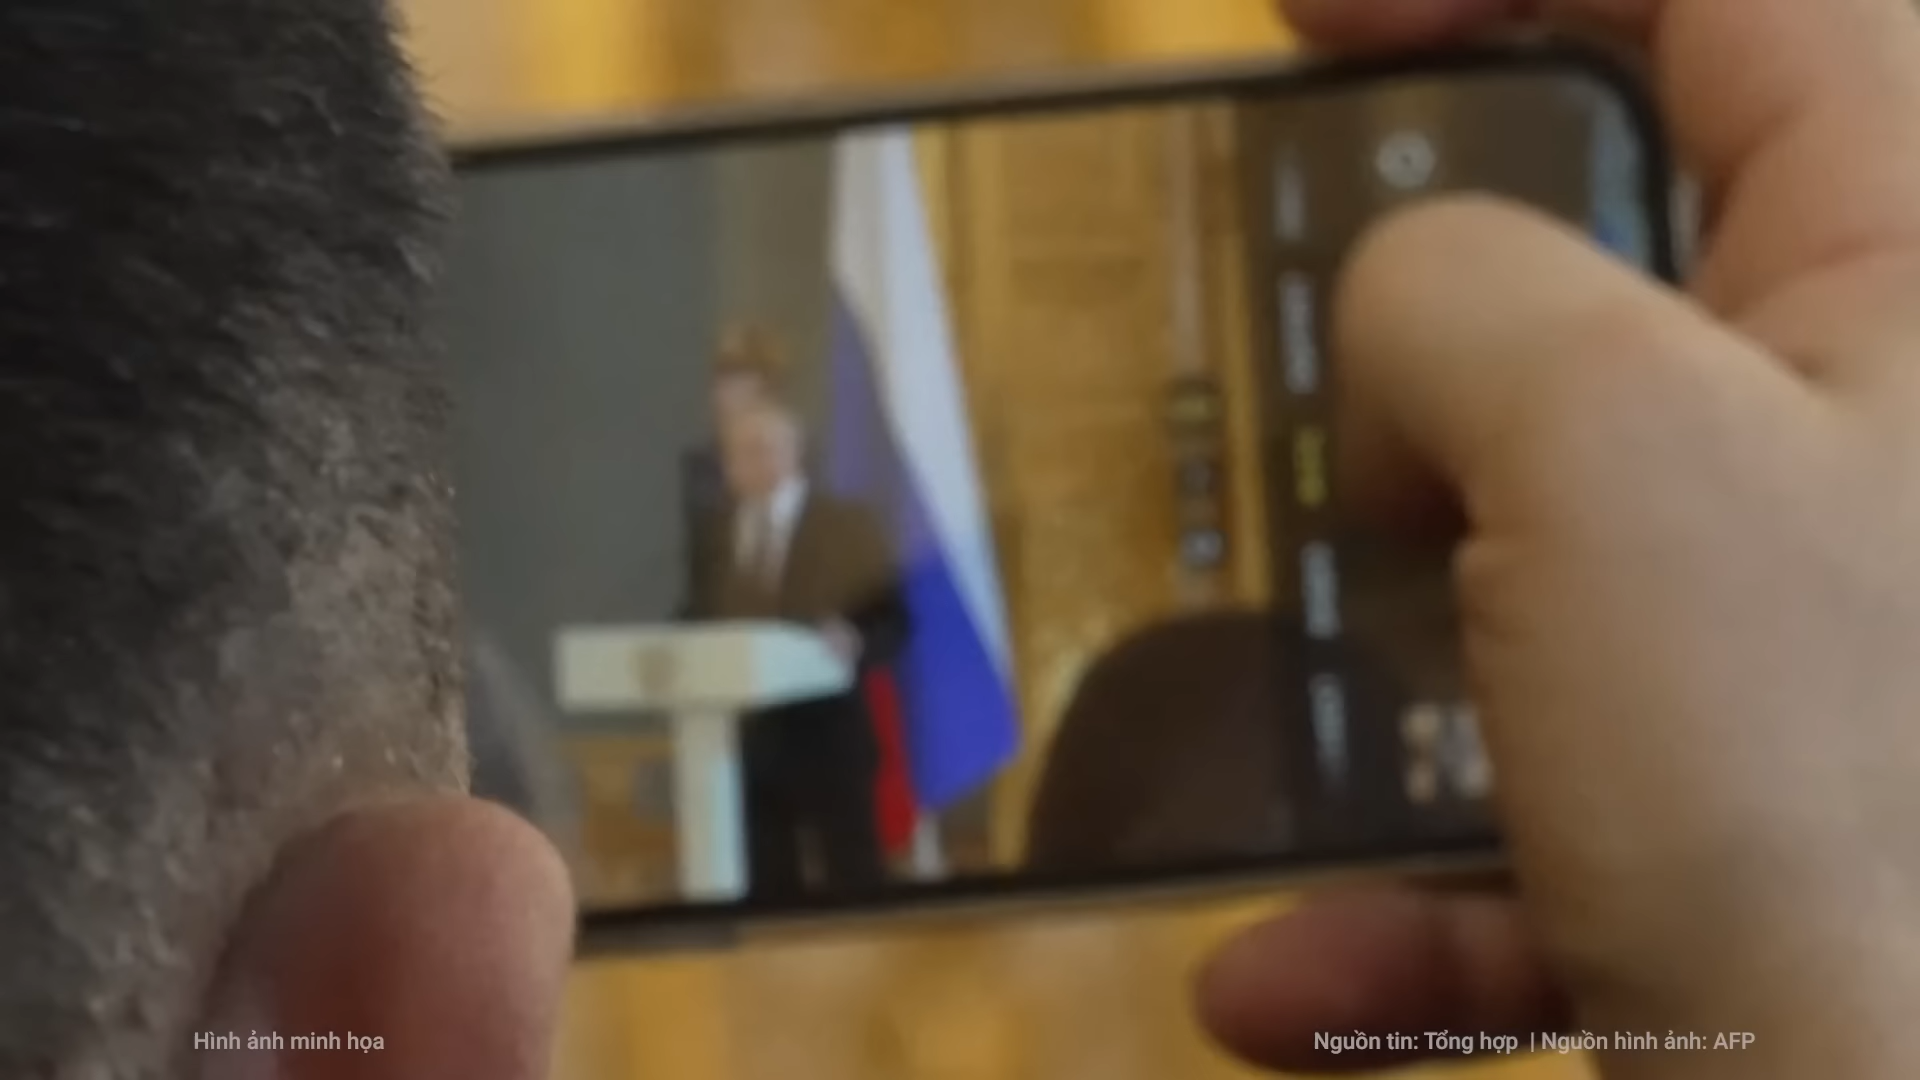 Hình ảnh minh họa
Nguồn tin: Tổng hợp | Nguồn hình ảnh: AFP